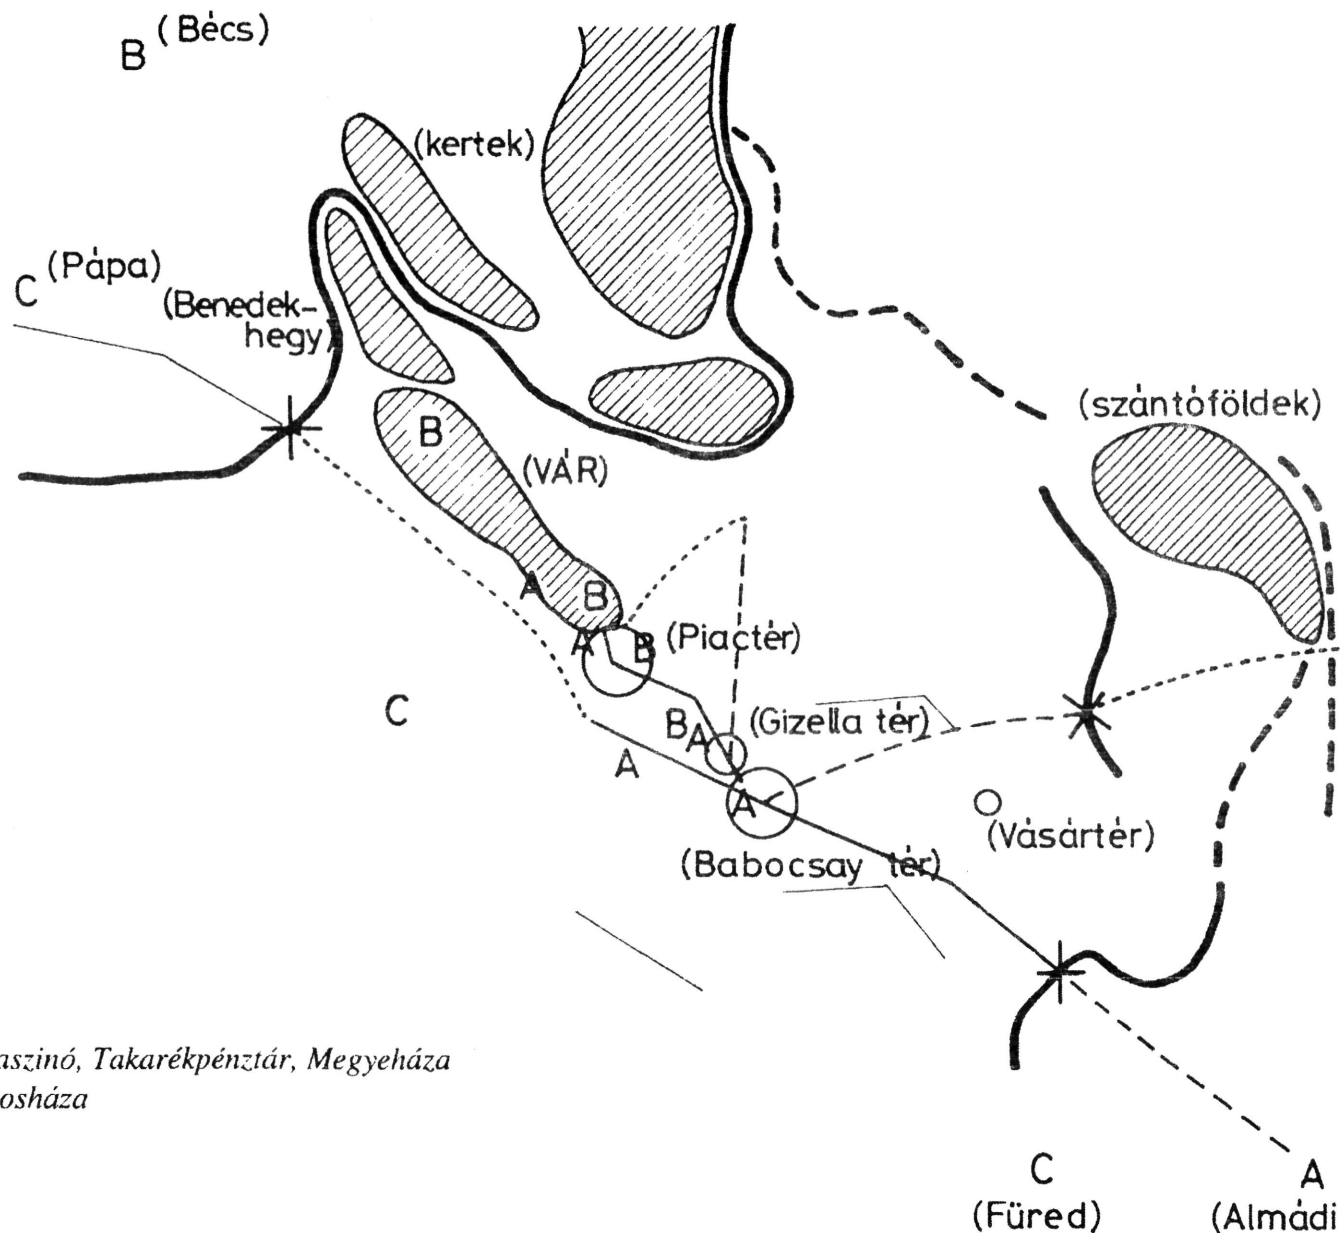 B (Bécs)
(kertek)
C (Pápa)
(Benedek-
hegy)
(szántóföldek)
B
(VÁR)
A
B
A
B (Piactér)
C
B
A
(Gizella tér)
A
A
(Vásártér)
(Babocsay tér)
aszinó, Takarékpénztár, Megyeháza
osháza
C
(Füred)
A
(Almádi